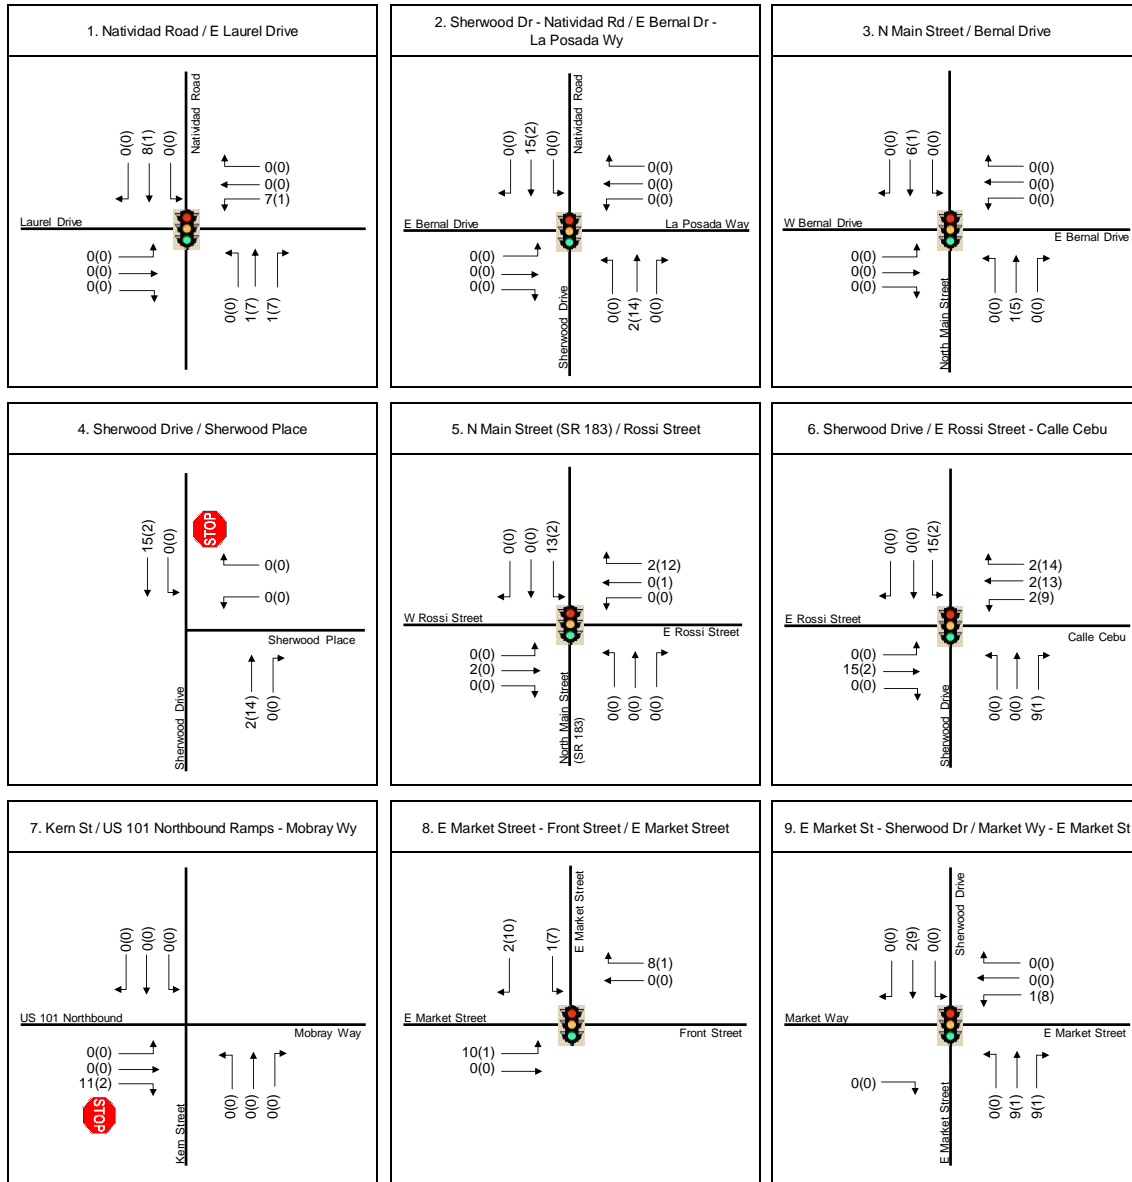 1. Natividad Road / E Laurel Drive
Natividad Road
0(0)
8(1)
0(0)
0(0)
0(0)
7(1)
Laurel Drive
0(0)
0(0)
0(0)
0(0)
1(7)
1(7)
2. Sherwood Dr - Natividad Rd / E Bernal Dr -
La Posada Wy
Natividad Road
0(0)
15(2)
0(0)
0(0)
0(0)
0(0)
E Bernal Drive
La Posada Way
0(0)
0(0)
0(0)
Sherwood Drive
0(0)
2(14)
0(0)
3. N Main Street / Bernal Drive
0(0)
6(1)
0(0)
0(0)
0(0)
0(0)
W Bernal Drive
E Bernal Drive
0(0)
0(0)
0(0)
North Main Street
0(0)
1(5)
0(0)
4. Sherwood Drive / Sherwood Place
15(2)
0(0)
STOP
0(0)
0(0)
Sherwood Place
Sherwood Drive
2(14)
0(0)
5. N Main Street (SR 183) / Rossi Street
0(0)
0(0)
13(2)
2(12)
0(1)
0(0)
W Rossi Street
E Rossi Street
0(0)
2(0)
0(0)
North Main Street
(SR 183)
0(0)
0(0)
0(0)
6. Sherwood Drive / E Rossi Street - Calle Cebu
0(0)
0(0)
15(2)
2(14)
2(13)
2(9)
E Rossi Street
Calle Cebu
0(0)
15(2)
0(0)
Sherwood Drive
0(0)
0(0)
9(1)
7. Kern St / US 101 Northbound Ramps - Mobray Wy
0(0)
0(0)
0(0)
US 101 Northbound
Mobray Way
0(0)
0(0)
11(2)
STOP
Kern Street
0(0)
0(0)
0(0)
8. E Market Street - Front Street / E Market Street
E Market Street
2(10)
1(7)
8(1)
0(0)
E Market Street
Front Street
10(1)
0(0)
9. E Market St - Sherwood Dr / Market Wy - E Market St
Sherwood Drive
0(0)
2(9)
0(0)
0(0)
0(0)
1(8)
Market Way
E Market Street
0(0)
E Market Street
0(0)
9(1)
9(1)